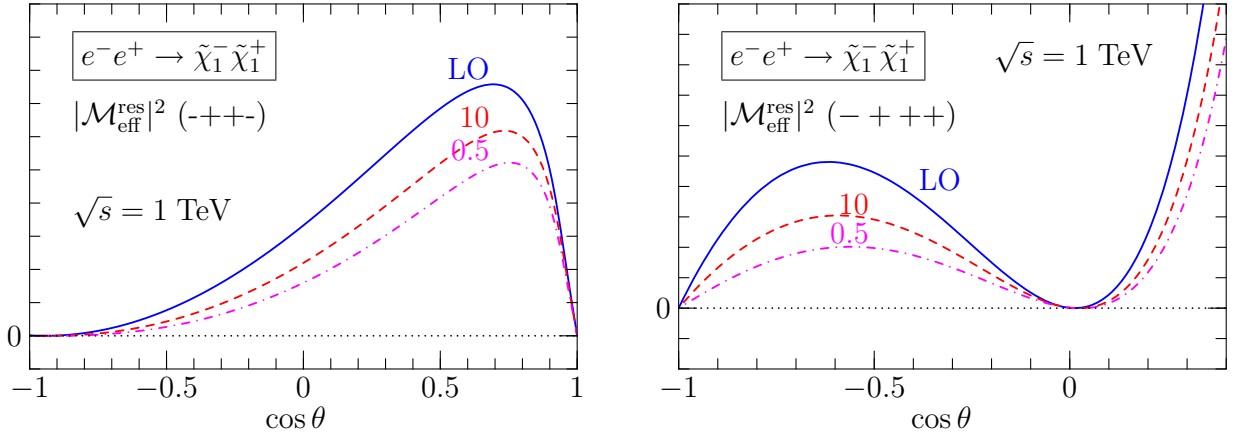 e⁻e⁺ → χ̃₁⁻ χ̃₁⁺
LO
|ℳ_eff^res|² (-++-)
10
0.5
√s = 1 TeV
0
−1 −0.5 0 0.5 1
cos θ
e⁻e⁺ → χ̃₁⁻ χ̃₁⁺
√s = 1 TeV
|ℳ_eff^res|² (− + ++)
LO
10
0.5
0
−1 −0.5 0
cos θ